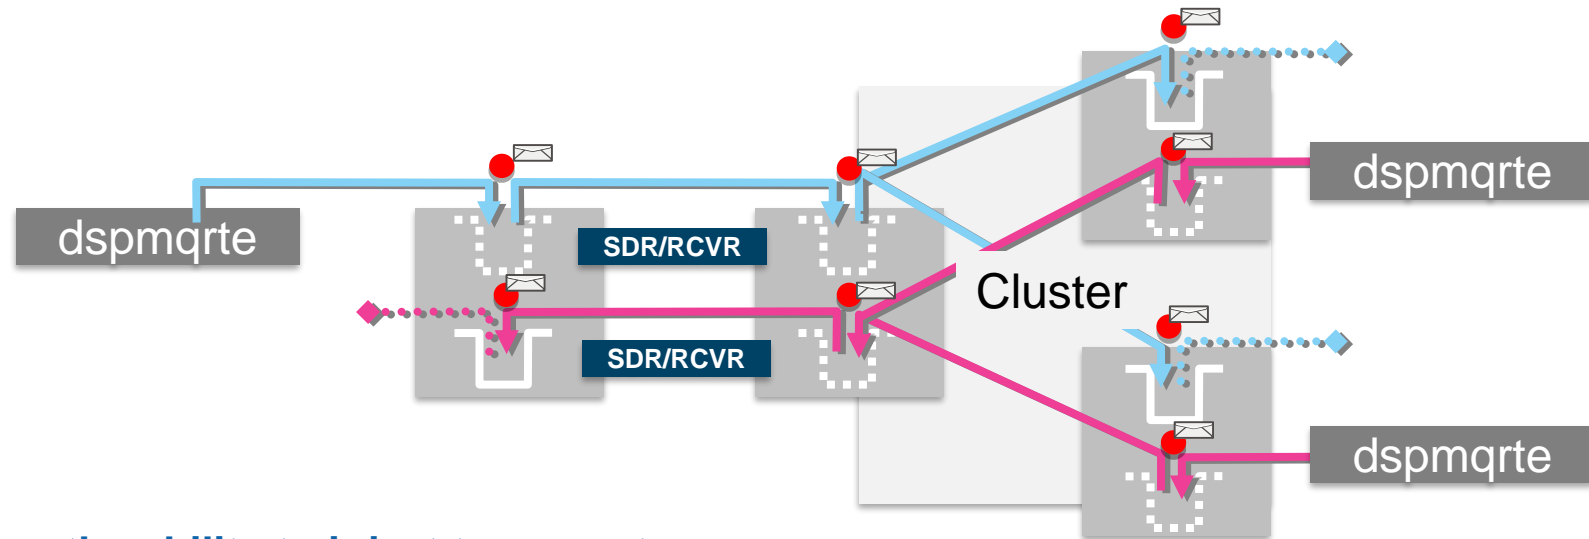 dspmqrte
dspmqrte
SDR/RCVR
Cluster
SDR/RCVR
dspmqrte